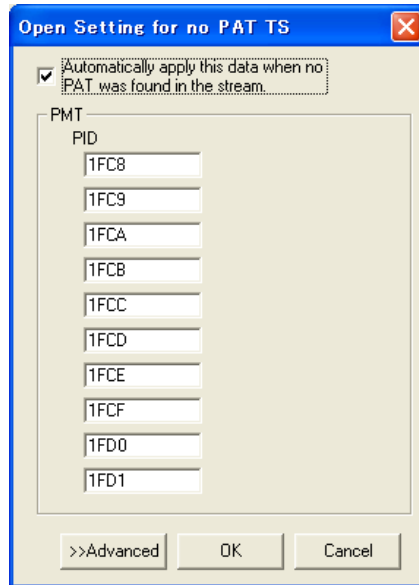 Open Setting for no PAT TS
Automatically apply this data when no
PAT was found in the stream.
PMT
PID
1FC8
1FC9
1FCA
1FCB
1FCC
1FCD
1FCE
1FCF
1FD0
1FD1
>>Advanced
OK
Cancel